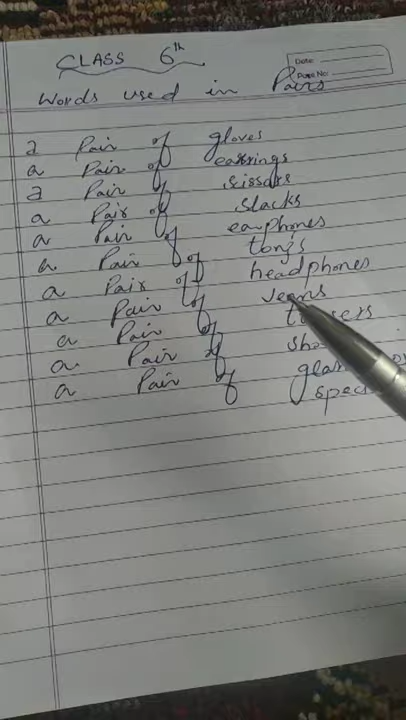 CLASS 6th
Date:
Page No:
Words used in Pairs
a Pair of gloves
a Pair of earrings
a Pair of scissors
a Pair of slacks
a Pair of earphones
a Pair of tongs
a Pair of headphones
a Pair of Jeans
a Pair of
a Pair of
a Pair of